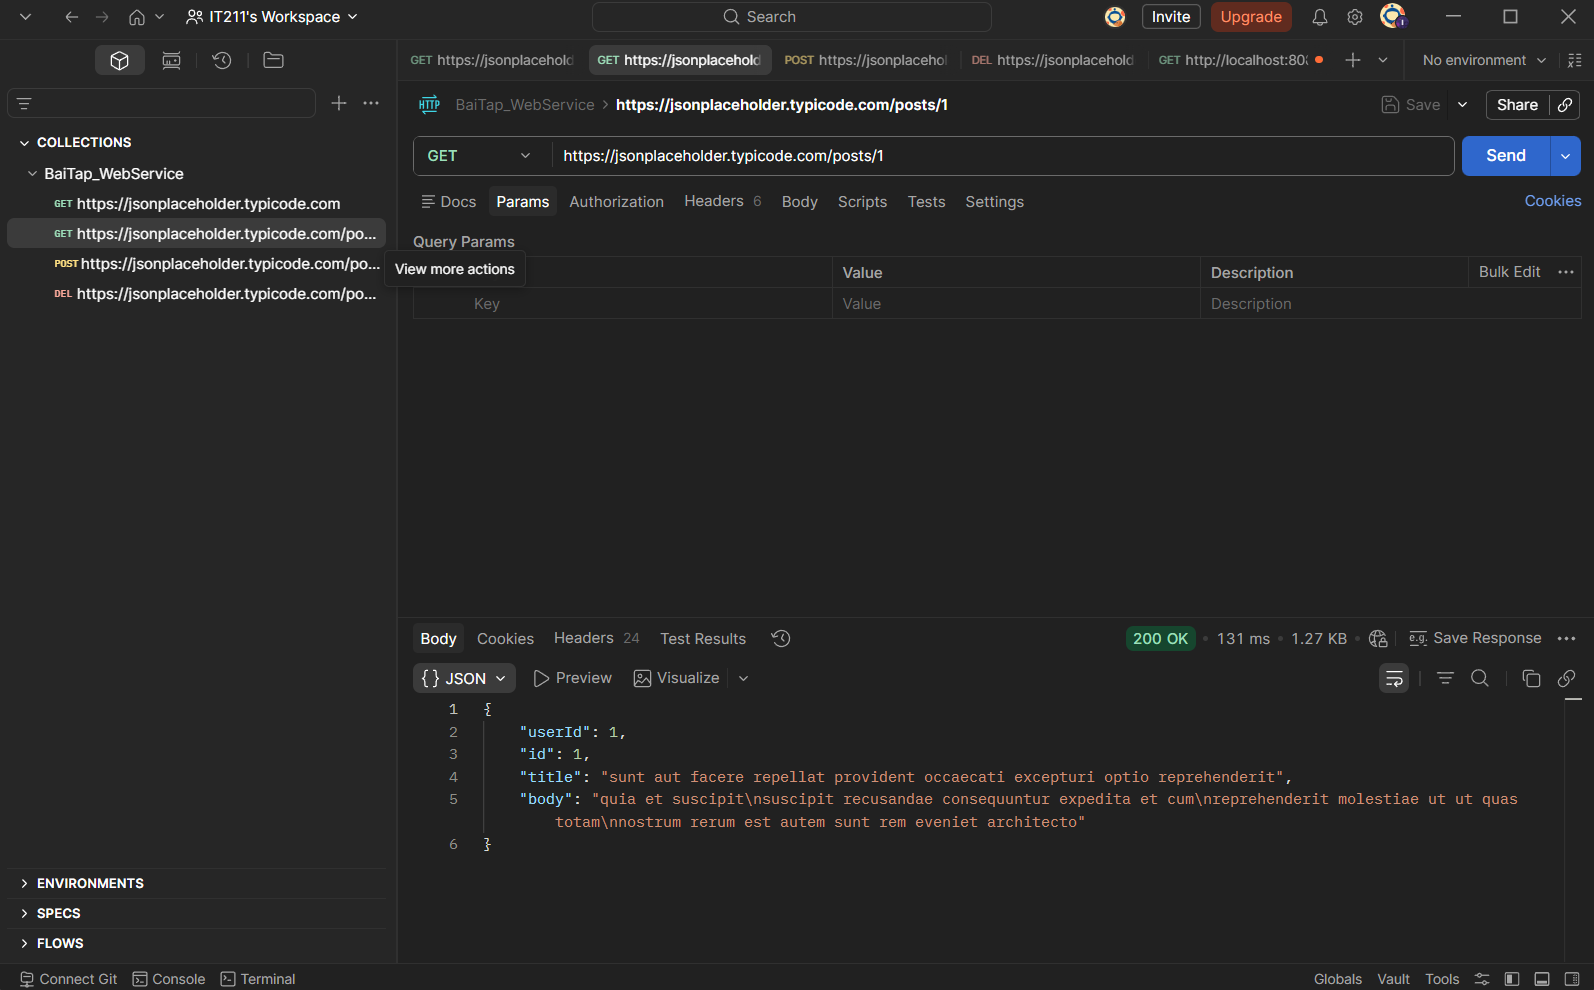 IT211's Workspace
Search
Invite
Upgrade
GET https://jsonplacehold
GET https://jsonplacehold
POST https://jsonplacehol
DEL https://jsonplacehold
GET http://localhost:80
No environment
HTTP BaiTap_WebService > https://jsonplaceholder.typicode.com/posts/1
Save
Share
COLLECTIONS
BaiTap_WebService
GET https://jsonplaceholder.typicode.com
GET https://jsonplaceholder.typicode.com/po...
POST https://jsonplaceholder.typicode.com/po...
DEL https://jsonplaceholder.typicode.com/po...
View more actions
ENVIRONMENTS
SPECS
FLOWS
GET https://jsonplaceholder.typicode.com/posts/1
Send
Docs Params Authorization Headers 6 Body Scripts Tests Settings
Cookies
Query Params
Value Description Bulk Edit
Key Value Description
Body Cookies Headers 24 Test Results
200 OK • 131 ms • 1.27 KB •
e.g. Save Response
{} JSON Preview Visualize
1 {
2 "userId": 1,
3 "id": 1,
4 "title": "sunt aut facere repellat provident occaecati excepturi optio reprehenderit",
5 "body": "quia et suscipit\nsuscipit recusandae consequuntur expedita et cum\nreprehenderit molestiae ut ut quas
totam\nnostrum rerum est autem sunt rem eveniet architecto"
6 }
Connect Git Console Terminal
Globals Vault Tools